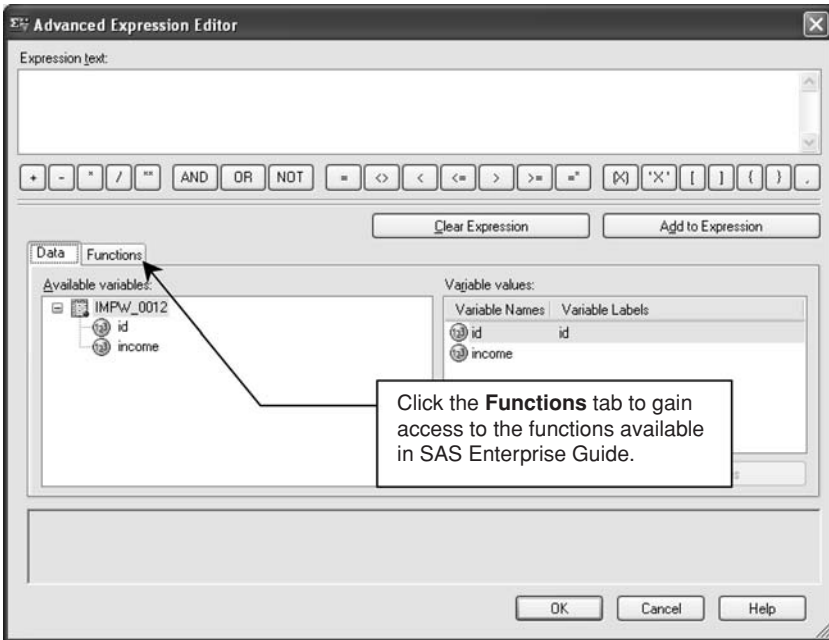 Advanced Expression Editor
Expression text:
+ - * / ** AND OR NOT = <> < <= > >= =* (X) 'X' [ ] { } ,
Clear Expression Add to Expression
Data Functions
Available variables: Variable values:
IMPW_0012 Variable Names Variable Labels
id id id
income income
Click the Functions tab to gain
access to the functions available
in SAS Enterprise Guide.
OK Cancel Help